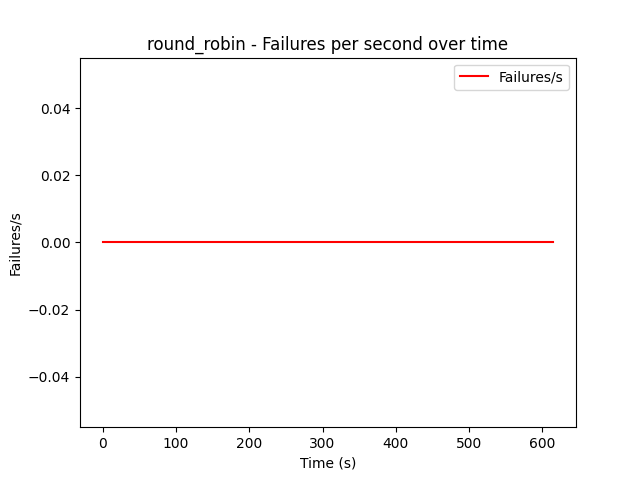 round_robin - Failures per second over time
Failures/s
0.04
0.02
0.00
−0.02
−0.04
Failures/s
0 100 200 300 400 500 600
Time (s)